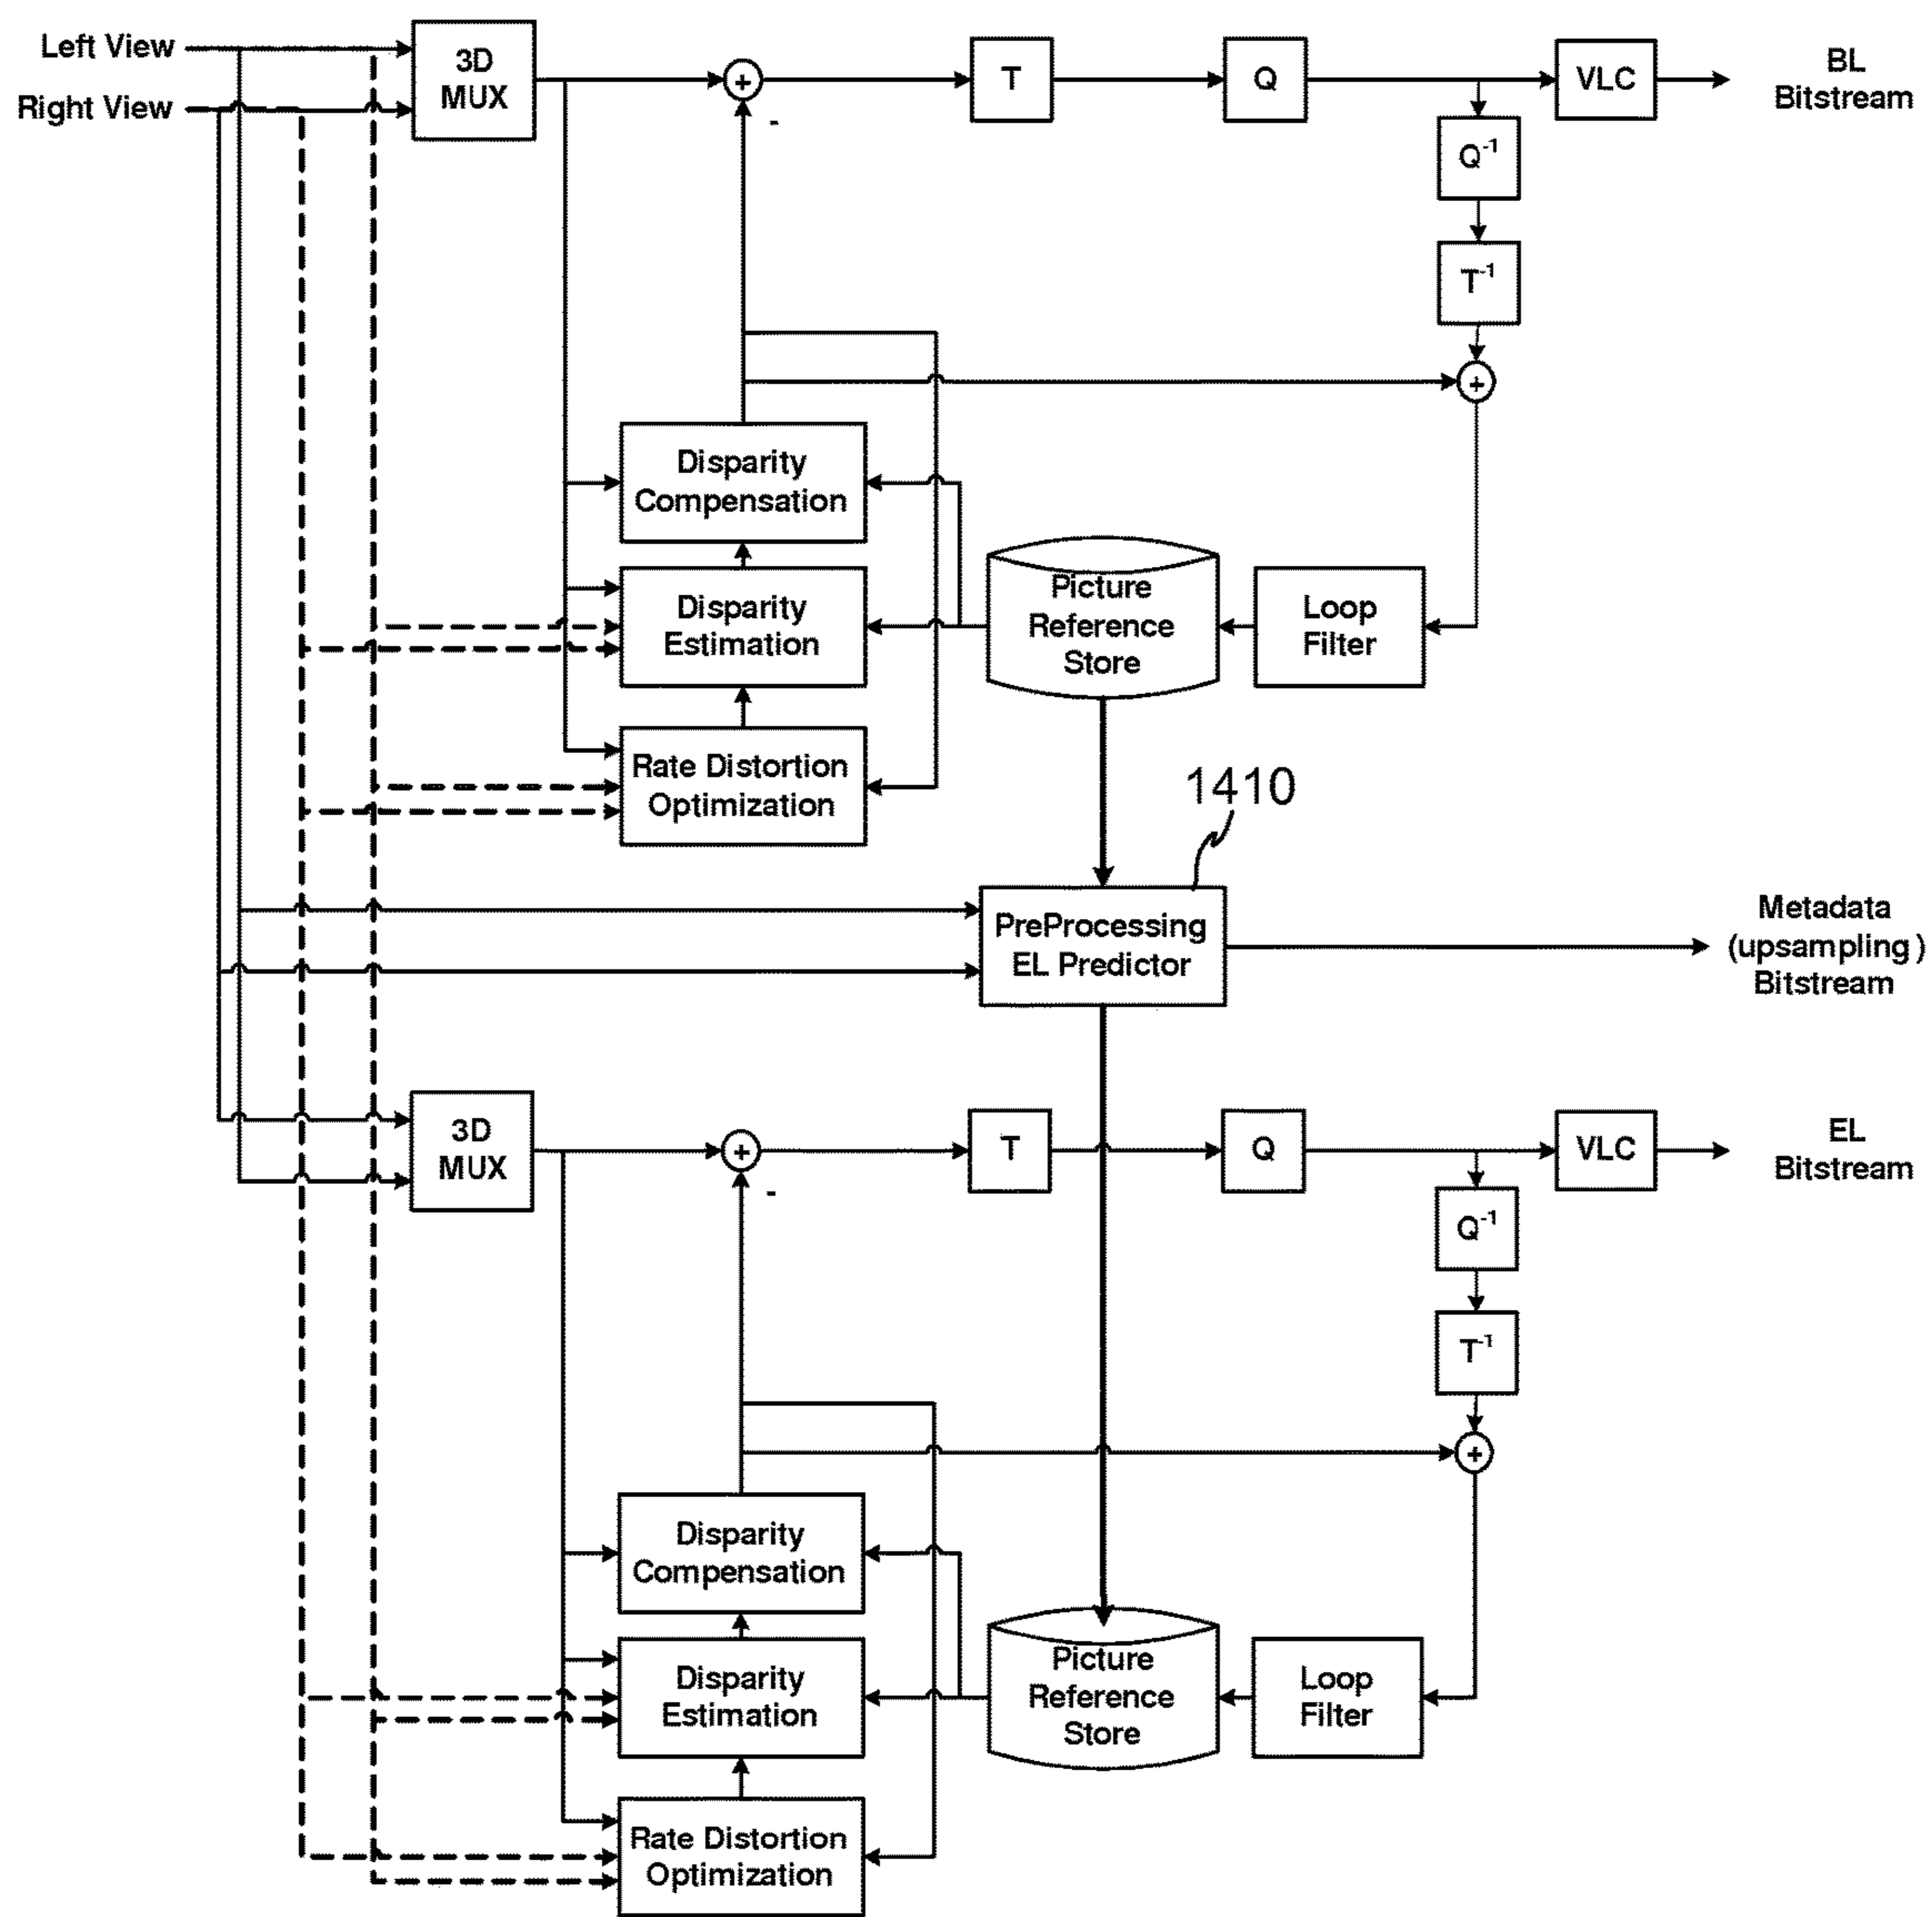 Left View
Right View
3D
MUX
+
-
T
Q
VLC
BL
Bitstream
Q-1
T-1
+
Disparity
Compensation
Disparity
Estimation
Rate Distortion
Optimization
Picture
Reference
Store
Loop
Filter
1410
PreProcessing
EL Predictor
Metadata
(upsampling)
Bitstream
3D
MUX
+
-
T
Q
VLC
EL
Bitstream
Q-1
T-1
+
Disparity
Compensation
Disparity
Estimation
Rate Distortion
Optimization
Picture
Reference
Store
Loop
Filter